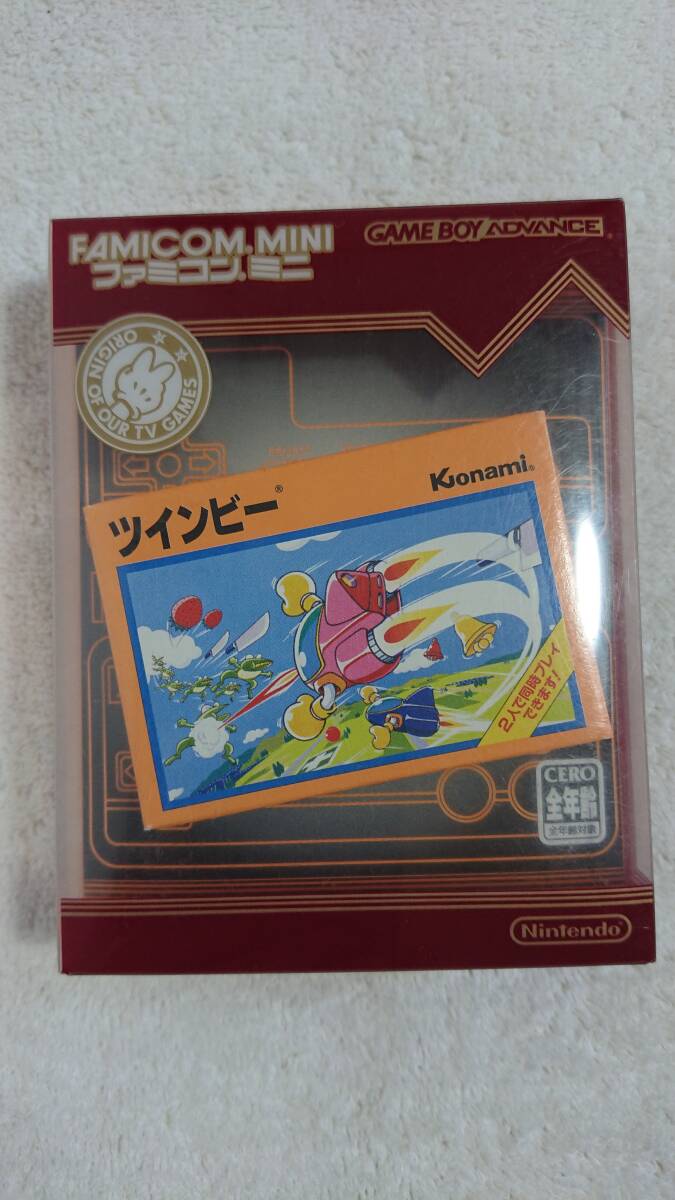 FAMICOM MINI
ファミコン ミニ
GAME BOY ADVANCE
ORIGIN OF OUR TV GAMES
ツインビー®
Konami®
2人で同時プレイ
できます!
CERO
全年齢
全年齢対象
Nintendo